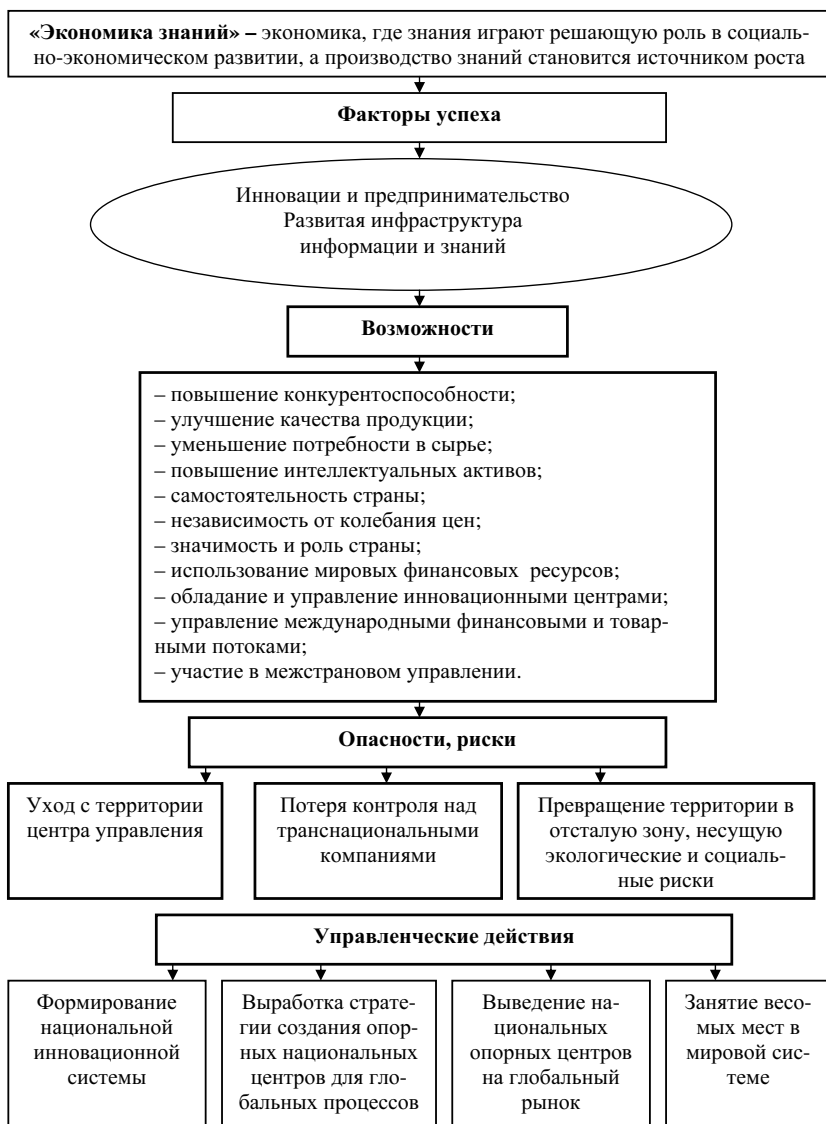 «Экономика знаний» – экономика, где знания играют решающую роль в социаль-
но-экономическом развитии, а производство знаний становится источником роста
Факторы успеха
Инновации и предпринимательство
Развитая инфраструктура
информации и знаний
Возможности
– повышение конкурентоспособности;
– улучшение качества продукции;
– уменьшение потребности в сырье;
– повышение интеллектуальных активов;
– самостоятельность страны;
– независимость от колебания цен;
– значимость и роль страны;
– использование мировых финансовых ресурсов;
– обладание и управление инновационными центрами;
– управление международными финансовыми и товар-
ными потоками;
– участие в межстрановом управлении.
Опасности, риски
Уход с территории
центра управления
Потеря контроля над
транснациональными
компаниями
Превращение территории в
отсталую зону, несущую
экологические и социаль-
ные риски
Управленческие действия
Формирование
национальной
инновационной
системы
Выработка страте-
гии создания опор-
ных национальных
центров для гло-
бальных процессов
Выведение на-
циональных
опорных центров
на глобальный
рынок
Занятие весо-
мых мест в
мировой сис-
теме